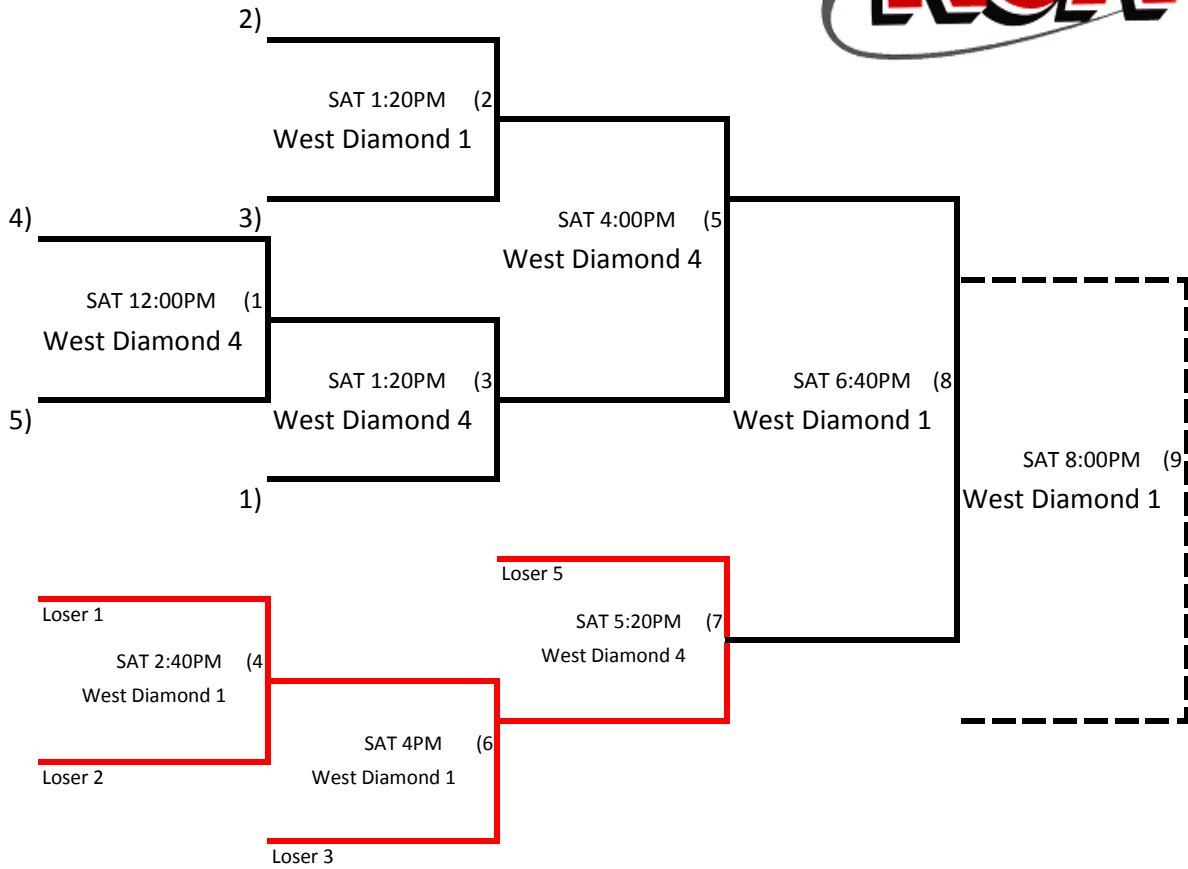 2)
SAT 1:20PM (2
West Diamond 1
4)
3)
SAT 4:00PM (5
West Diamond 4
SAT 12:00PM (1
West Diamond 4
SAT 1:20PM (3
West Diamond 4
SAT 6:40PM (8
West Diamond 1
5)
SAT 8:00PM (9
West Diamond 1
1)
Loser 5
Loser 1
SAT 5:20PM (7
West Diamond 4
SAT 2:40PM (4
West Diamond 1
SAT 4PM (6
West Diamond 1
Loser 2
Loser 3